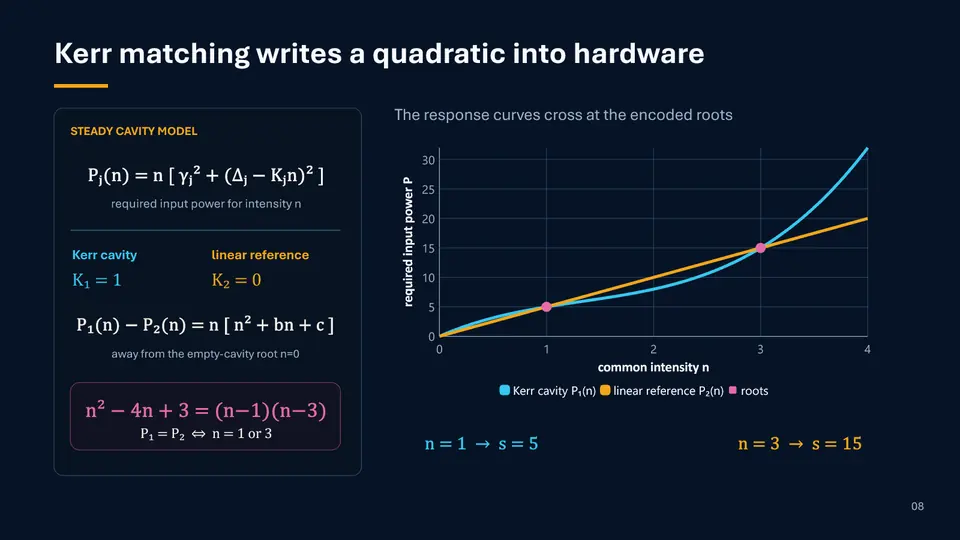 Kerr matching writes a quadratic into hardware
STEADY CAVITY MODEL
Pⱼ(n) = n [ γⱼ² + (Δⱼ − Kⱼn)² ]
required input power for intensity n
Kerr cavity
K₁ = 1
linear reference
K₂ = 0
P₁(n) − P₂(n) = n [ n² + bn + c ]
away from the empty-cavity root n=0
n² − 4n + 3 = (n−1)(n−3)
P₁ = P₂ ⇔ n = 1 or 3
The response curves cross at the encoded roots
required input power P
30
25
20
15
10
5
0
0 1 2 3 4
common intensity n
Kerr cavity P₁(n) linear reference P₂(n) roots
n = 1 → s = 5
n = 3 → s = 15
08